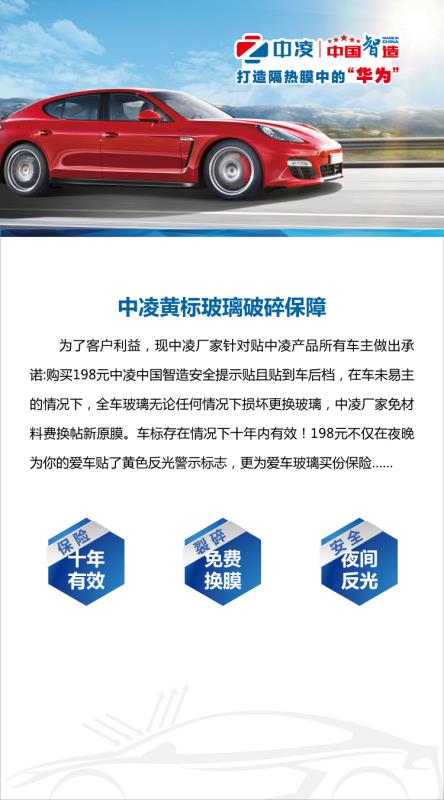 中凌 中国智造
MADE IN
CHINA
打造隔热膜中的“华为”
中凌黄标玻璃破碎保障
为了客户利益，现中凌厂家针对贴中凌产品所有车主做出承
诺:购买198元中凌中国智造安全提示贴且贴到车后档，在车未易主
的情况下，全车玻璃无论任何情况下损坏更换玻璃，中凌厂家免材
料费换帖新原膜。车标存在情况下十年内有效！198元不仅在夜晚
为你的爱车贴了黄色反光警示标志，更为爱车玻璃买份保险......
保险
十年
有效
裂碎
免费
换膜
安全
夜间
反光